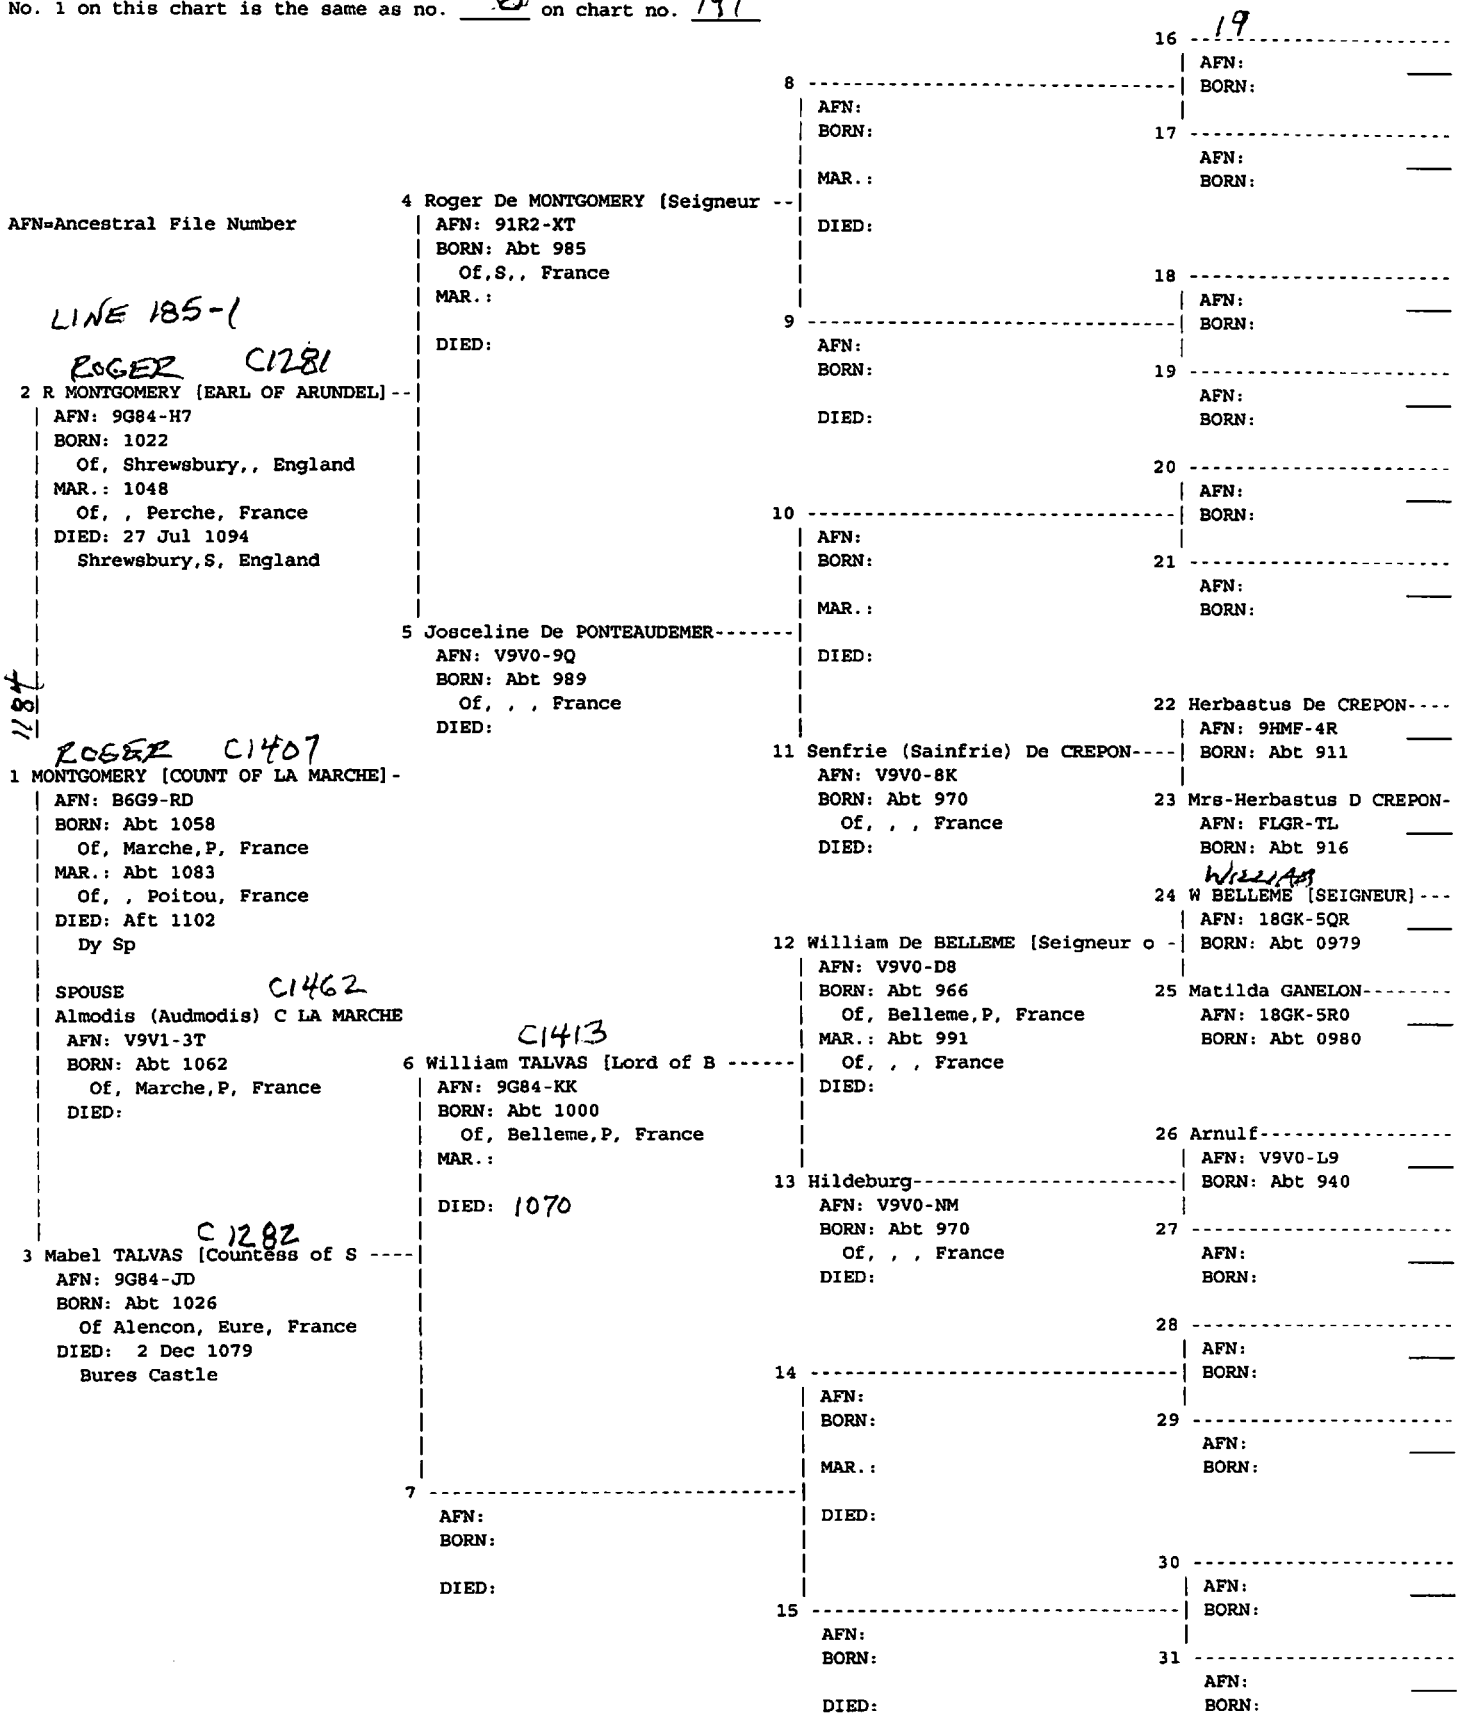 No. 1 on this chart is the same as no. on chart no. 191
AFN=Ancestral File Number
LINE 185-1
ROGER C1281
2 R MONTGOMERY [EARL OF ARUNDEL]
AFN: 9G84-H7
BORN: 1022
Of, Shrewsbury,, England
MAR.: 1048
Of, , Perche, France
DIED: 27 Jul 1094
Shrewsbury,S, England
1184
ROGER C1407
1 MONTGOMERY [COUNT OF LA MARCHE]
AFN: B6G9-RD
BORN: Abt 1058
Of, Marche,P, France
MAR.: Abt 1083
Of, , Poitou, France
DIED: Aft 1102
Dy Sp
SPOUSE C1462
Almodis (Audmodis) C LA MARCHE
AFN: V9V1-3T
BORN: Abt 1062
Of, Marche,P, France
DIED:
C1282
3 Mabel TALVAS [Countess of S
AFN: 9G84-JD
BORN: Abt 1026
Of Alencon, Eure, France
DIED: 2 Dec 1079
Bures Castle
4 Roger De MONTGOMERY [Seigneur
AFN: 91R2-XT
BORN: Abt 985
Of,S,, France
MAR.:
DIED:
5 Josceline De PONTEAUDEMER
AFN: V9V0-9Q
BORN: Abt 989
Of, , , France
DIED:
C1413
6 William TALVAS [Lord of B
AFN: 9G84-KK
BORN: Abt 1000
Of, Belleme,P, France
MAR.:
DIED: 1070
7
AFN:
BORN:
DIED:
8
AFN:
BORN:
MAR.:
DIED:
9
AFN:
BORN:
DIED:
10
AFN:
BORN:
MAR.:
DIED:
11 Senfrie (Sainfrie) De CREPON
AFN: V9V0-8K
BORN: Abt 970
Of, , , France
DIED:
12 William De BELLEME [Seigneur o
AFN: V9V0-D8
BORN: Abt 966
Of, Belleme,P, France
MAR.: Abt 991
Of, , , France
DIED:
13 Hildeburg
AFN: V9V0-NM
BORN: Abt 970
Of, , , France
DIED:
14
AFN:
BORN:
MAR.:
DIED:
15
AFN:
BORN:
DIED:
19
16
AFN:
BORN:
17
AFN:
BORN:
18
AFN:
BORN:
19
AFN:
BORN:
20
AFN:
BORN:
21
AFN:
BORN:
22 Herbastus De CREPON
AFN: 9HMF-4R
BORN: Abt 911
23 Mrs-Herbastus D CREPON
AFN: FLGR-TL
BORN: Abt 916
WILLIAM
24 W BELLEME [SEIGNEUR]
AFN: 18GK-5QR
BORN: Abt 0979
25 Matilda GANELON
AFN: 18GK-5R0
BORN: Abt 0980
26 Arnulf
AFN: V9V0-L9
BORN: Abt 940
27
AFN:
BORN:
28
AFN:
BORN:
29
AFN:
BORN:
30
AFN:
BORN:
31
AFN:
BORN: